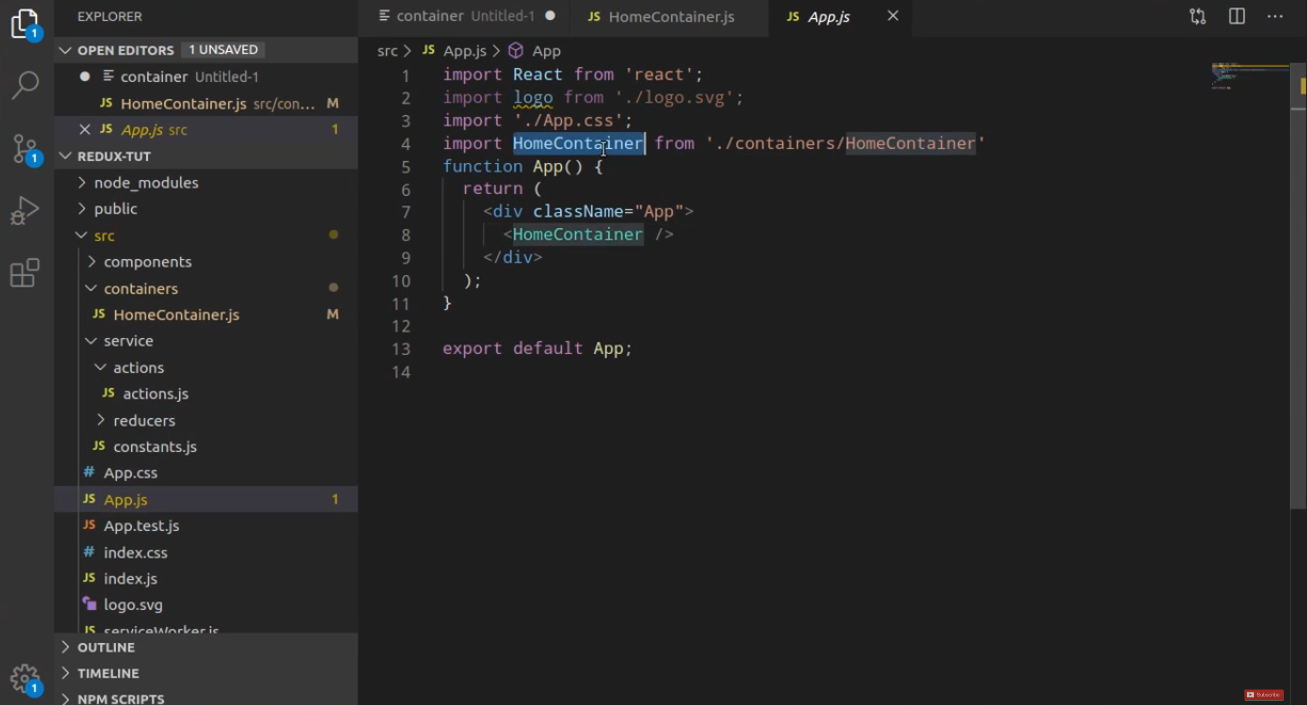 EXPLORER
OPEN EDITORS 1 UNSAVED
container Untitled-1
JS HomeContainer.js src/con... M
JS App.js src 1
REDUX-TUT
node_modules
public
src
components
containers
JS HomeContainer.js M
service
actions
JS actions.js
reducers
JS constants.js
# App.css
JS App.js 1
JS App.test.js
# index.css
JS index.js
logo.svg
JS serviceWorker.js
OUTLINE
TIMELINE
NPM SCRIPTS
1
1
1
container Untitled-1
JS HomeContainer.js
JS App.js
src > JS App.js > App
1 import React from 'react';
2 import logo from './logo.svg';
3 import './App.css';
4 import HomeContainer from './containers/HomeContainer'
5 function App() {
6 return (
7 <div className="App">
8 <HomeContainer />
9 </div>
10 );
11 }
12
13 export default App;
14
Subscribe